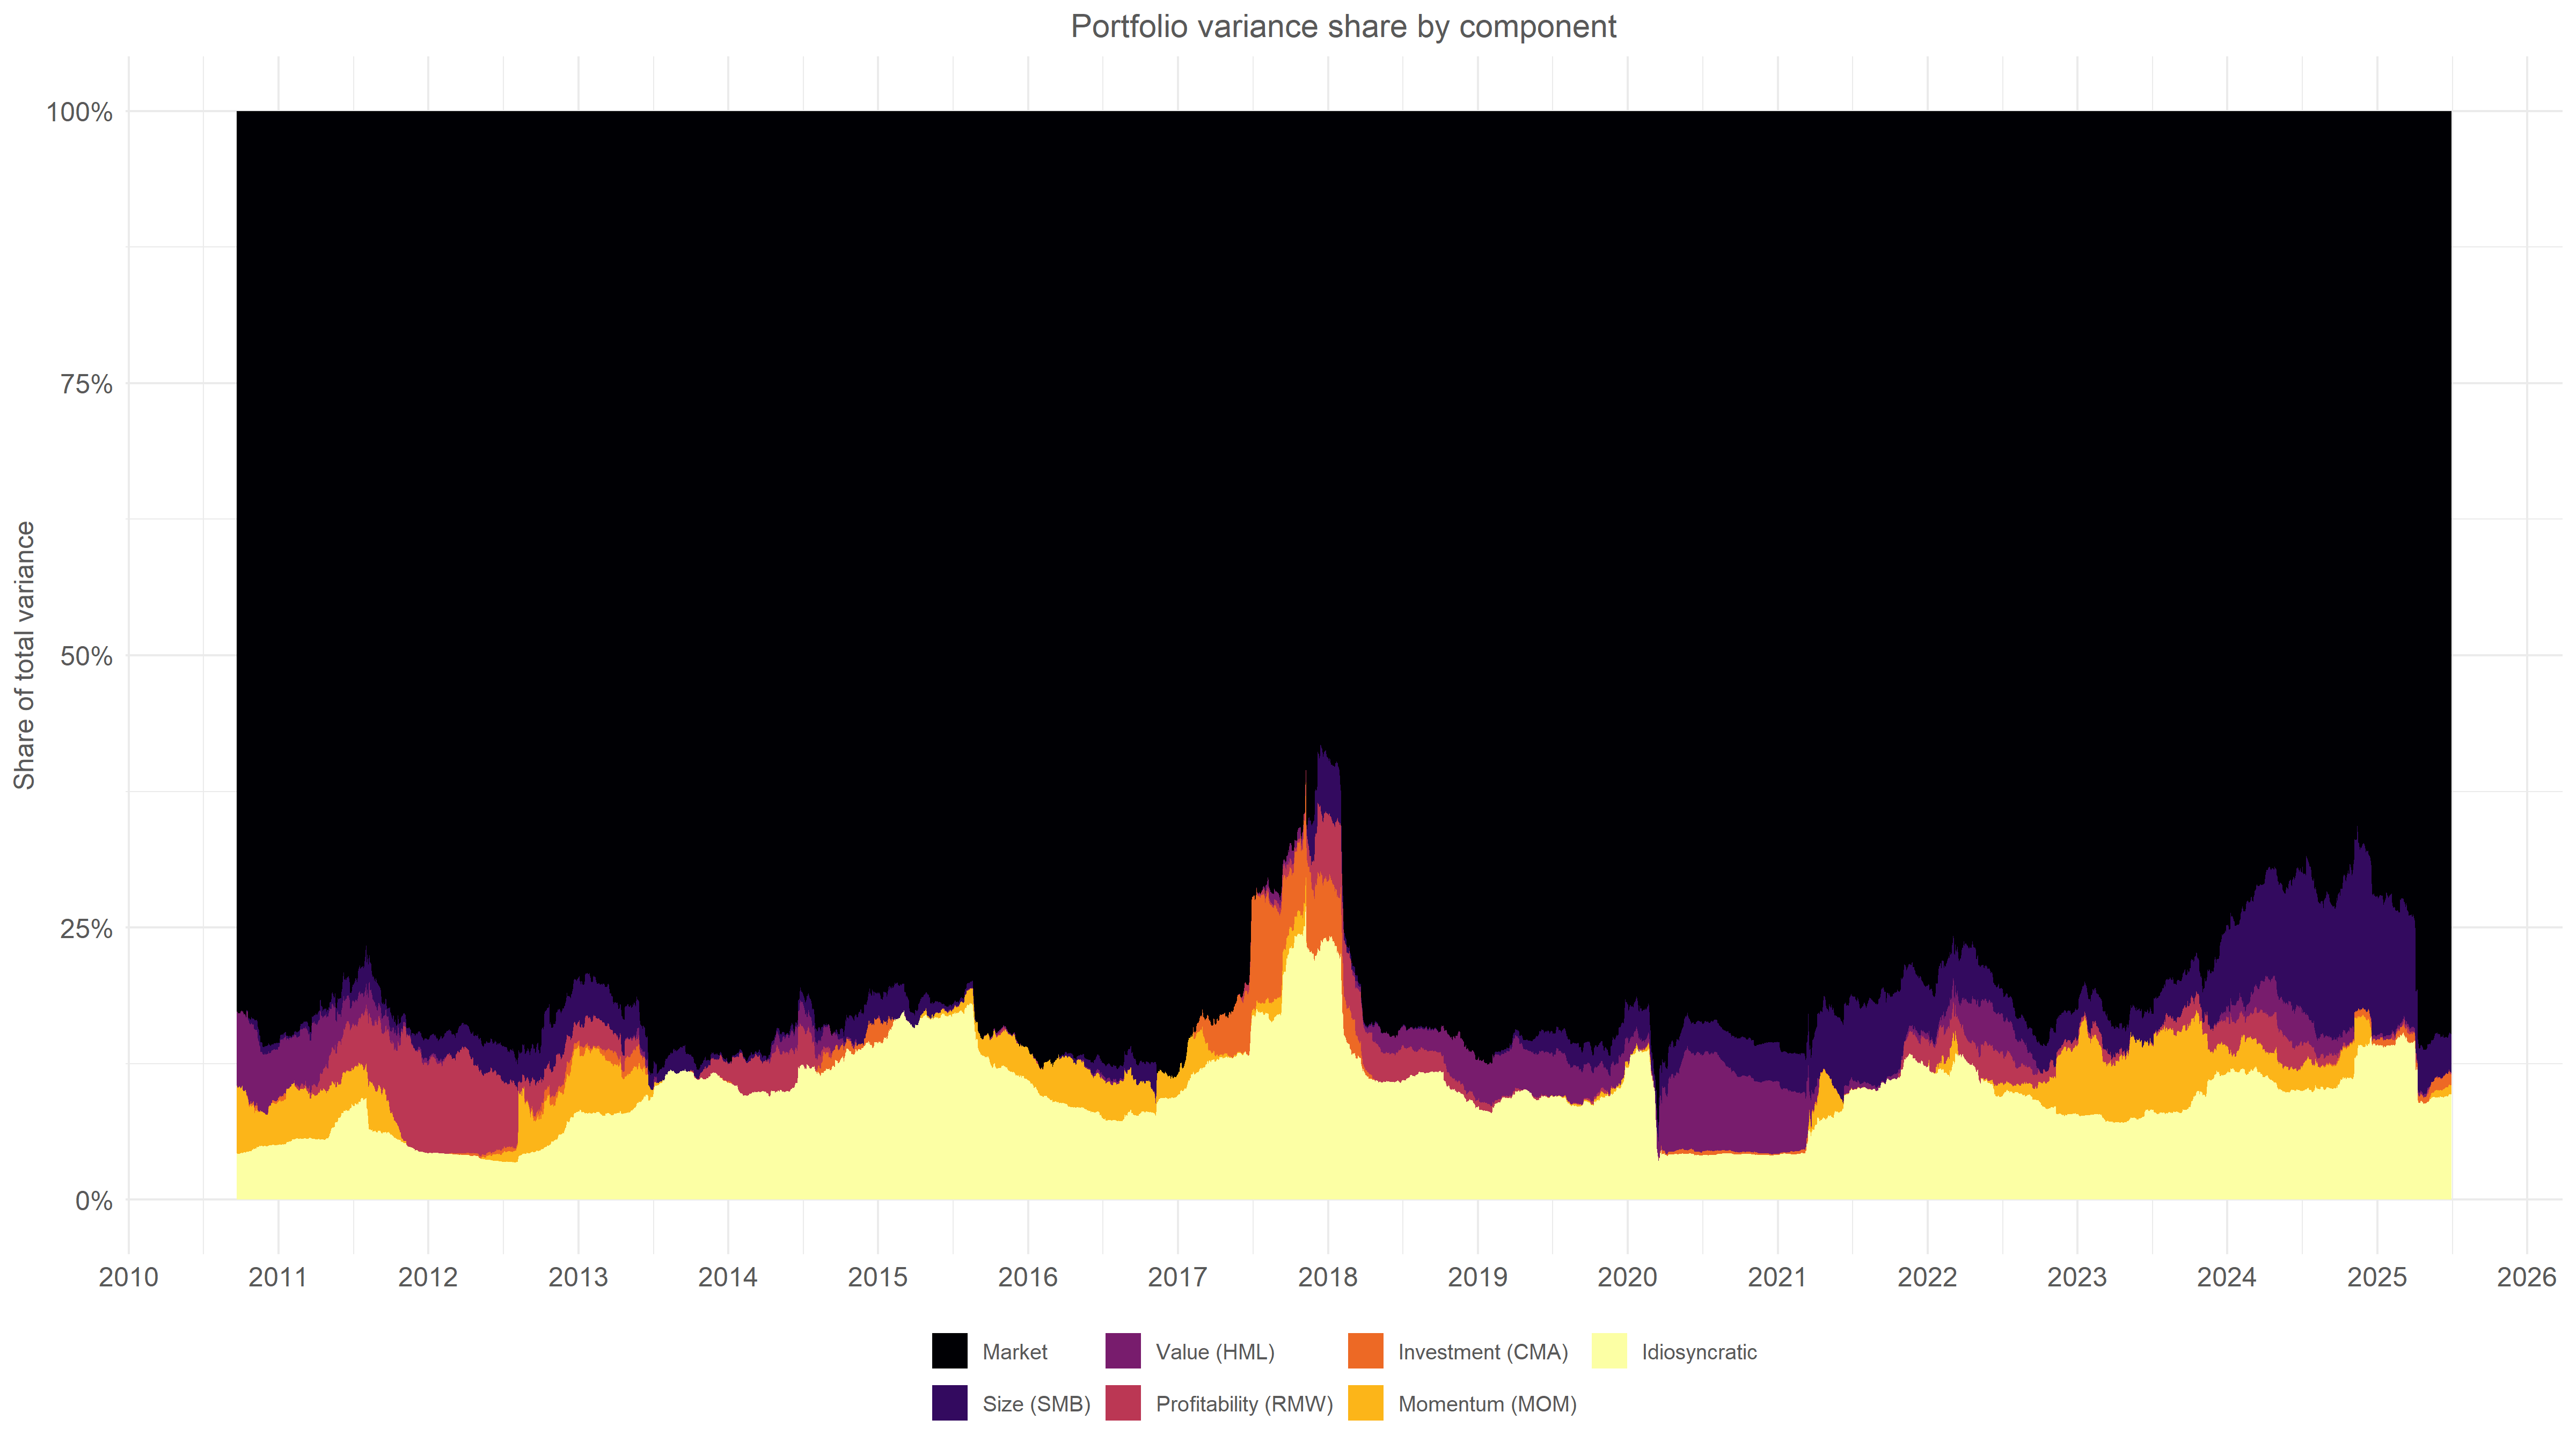 Portfolio variance share by component
100%
75%
50%
25%
0%
Share of total variance
2010 2011 2012 2013 2014 2015 2016 2017 2018 2019 2020 2021 2022 2023 2024 2025 2026
Market Value (HML) Investment (CMA) Idiosyncratic
Size (SMB) Profitability (RMW) Momentum (MOM)